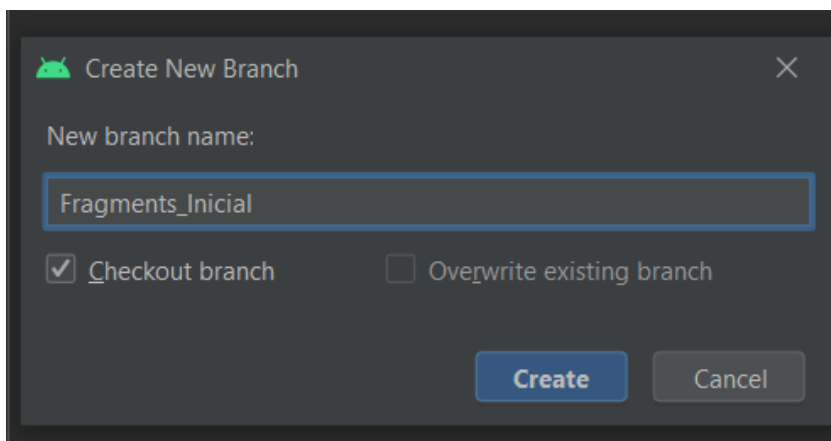 Create New Branch
New branch name:
Fragments_Inicial
Checkout branch
Overwrite existing branch
Create
Cancel